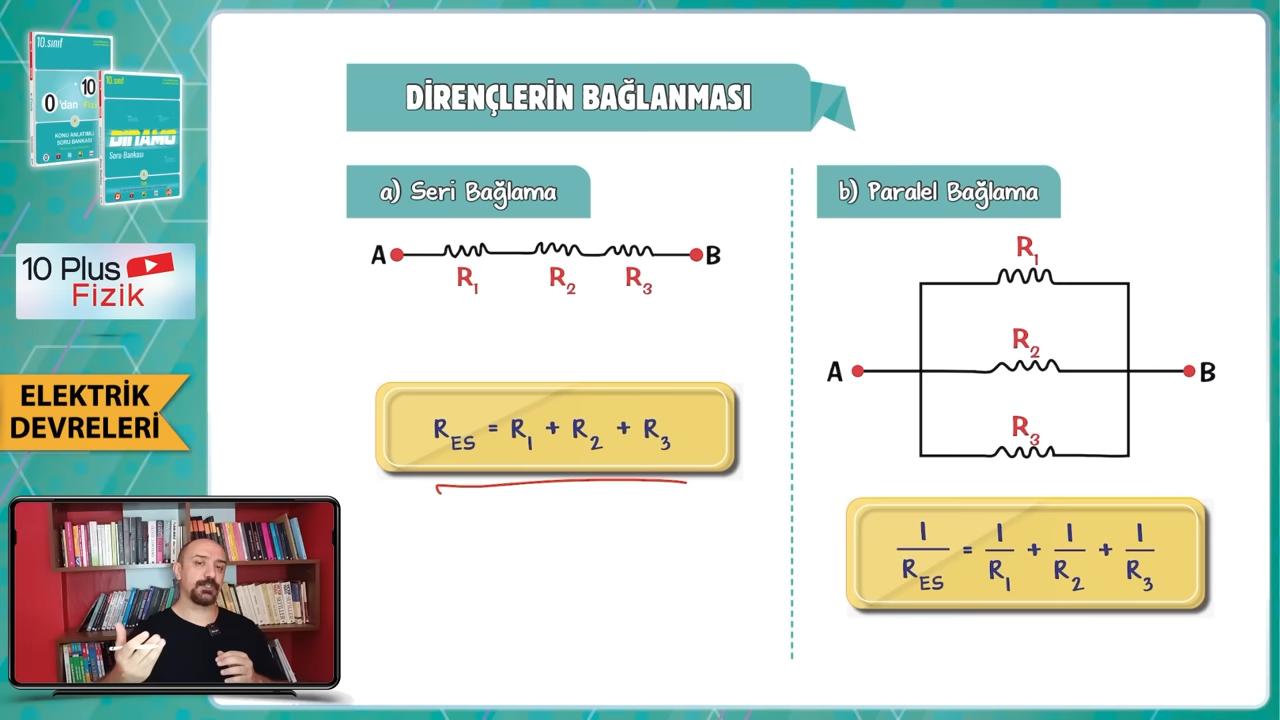 10.sınıf
0'dan 10
Fizik
KONU ANLATIMLI
SORU BANKASI
10.sınıf
DINAMO
Soru Bankası
10 Plus
Fizik
ELEKTRİK
DEVRELERİ
DİRENÇLERİN BAĞLANMASI
a) Seri Bağlama
A B
R1 R2 R3
RES = R1 + R2 + R3
b) Paralel Bağlama
R1
R2
A B
R3
1/RES = 1/R1 + 1/R2 + 1/R3